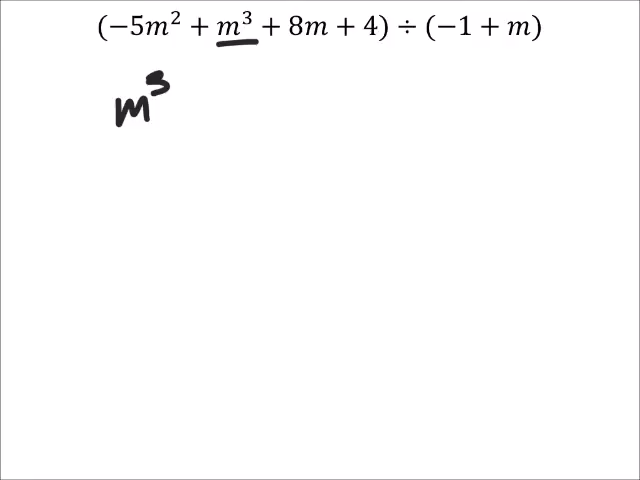 (−5m² + m³ + 8m + 4) ÷ (−1 + m)
m³